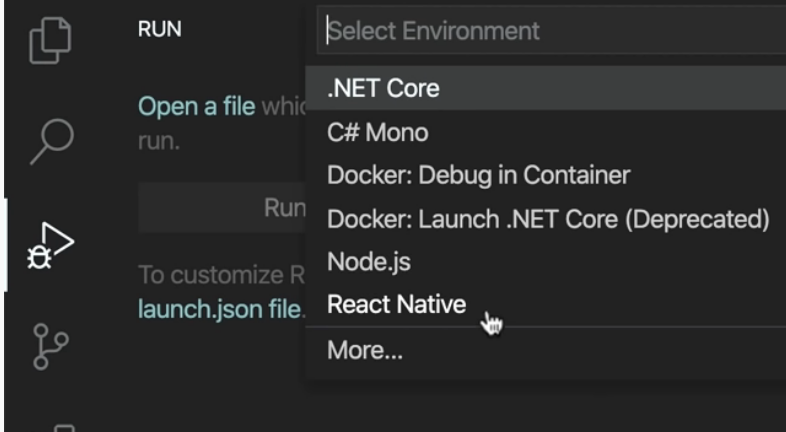 RUN
Select Environment
.NET Core
Open a file whic
run.
C# Mono
Docker: Debug in Container
Run
Docker: Launch .NET Core (Deprecated)
To customize R
Node.js
launch.json file.
React Native
More...